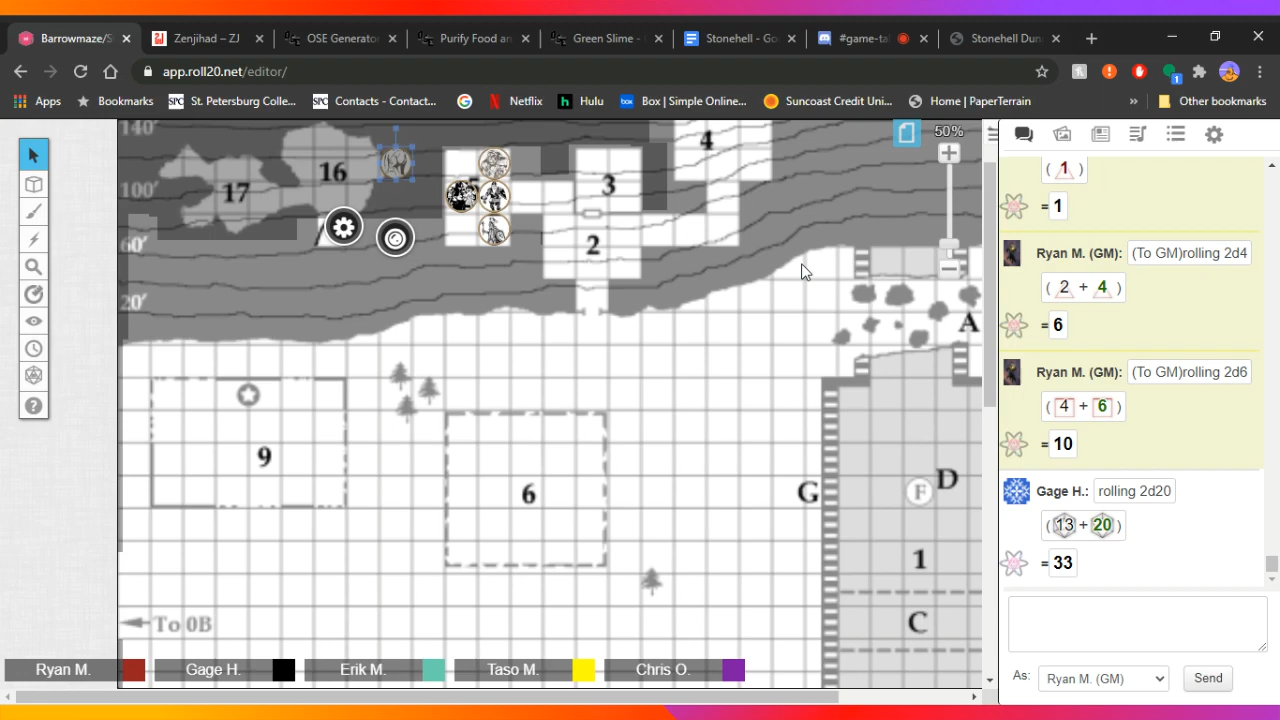 Barrowmaze/S
Zenjihad – ZJ
OSE Generator
Purify Food an
Green Slime -
Stonehell - Go
#game-ta
Stonehell Dun
app.roll20.net/editor/
Apps
Bookmarks
SPC St. Petersburg Colle...
SPC Contacts - Contact...
Netflix
h Hulu
box Box | Simple Online...
Suncoast Credit Uni...
Home | PaperTerrain
»
Other bookmarks
140'
100'
60'
20'
17
16
3
4
2
50%
9
6
A
G
D
F
1
C
To 0B
Ryan M.
Gage H.
Erik M.
Taso M.
Chris O.
( 1 )
= 1
Ryan M. (GM): (To GM)rolling 2d4
( 2 + 4 )
= 6
Ryan M. (GM): (To GM)rolling 2d6
( 4 + 6 )
= 10
Gage H.: rolling 2d20
(13 + 20 )
= 33
As: Ryan M. (GM) Send